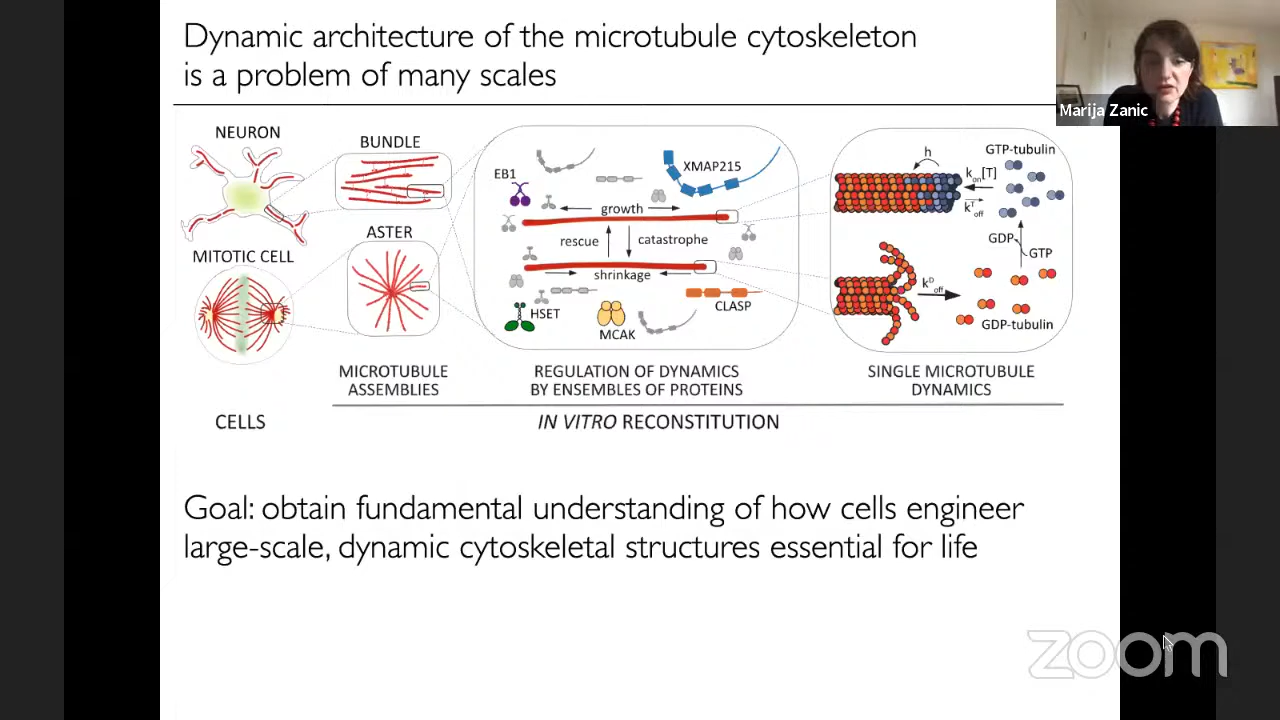 Dynamic architecture of the microtubule cytoskeleton
is a problem of many scales
Marija Zanic
NEURON
BUNDLE
MITOTIC CELL
ASTER
EB1
XMAP215
growth
rescue
catastrophe
shrinkage
HSET
MCAK
CLASP
h
GTP-tubulin
kon[T]
kToff
GDP
GTP
kDoff
GDP-tubulin
MICROTUBULE
ASSEMBLIES
REGULATION OF DYNAMICS
BY ENSEMBLES OF PROTEINS
SINGLE MICROTUBULE
DYNAMICS
CELLS
IN VITRO RECONSTITUTION
Goal: obtain fundamental understanding of how cells engineer
large-scale, dynamic cytoskeletal structures essential for life
zoom